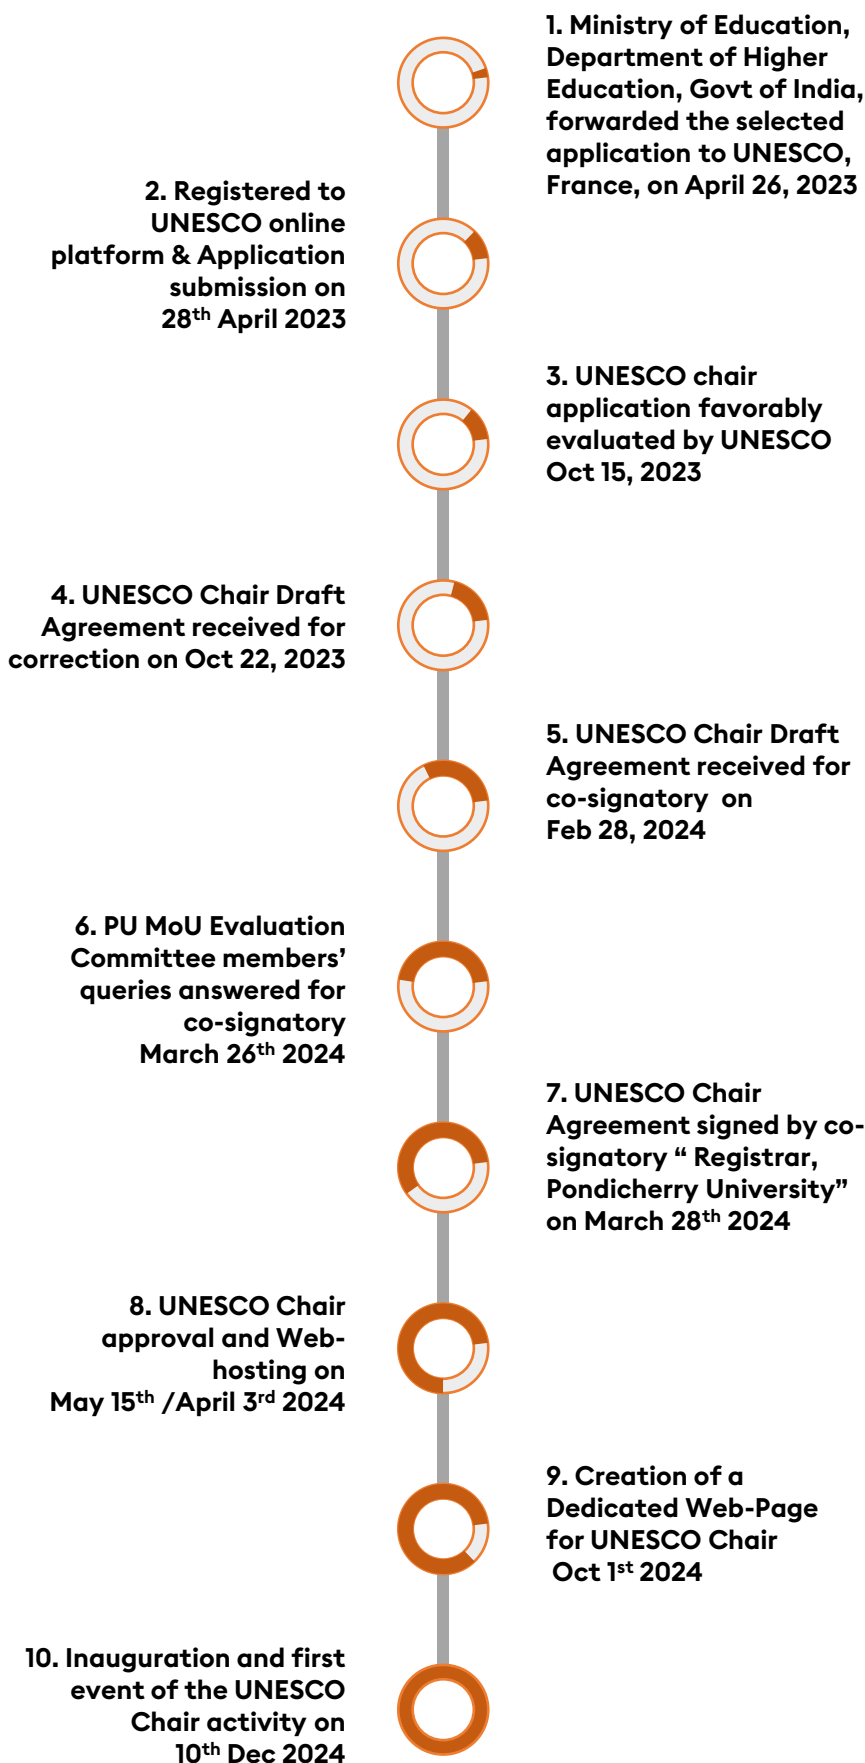 1. Ministry of Education,
Department of Higher
Education, Govt of India,
forwarded the selected
application to UNESCO,
France, on April 26, 2023
2. Registered to
UNESCO online
platform & Application
submission on
28th April 2023
3. UNESCO chair
application favorably
evaluated by UNESCO
Oct 15, 2023
4. UNESCO Chair Draft
Agreement received for
correction on Oct 22, 2023
5. UNESCO Chair Draft
Agreement received for
co-signatory on
Feb 28, 2024
6. PU MoU Evaluation
Committee members’
queries answered for
co-signatory
March 26th 2024
7. UNESCO Chair
Agreement signed by co-
signatory “ Registrar,
Pondicherry University”
on March 28th 2024
8. UNESCO Chair
approval and Web-
hosting on
May 15th /April 3rd 2024
9. Creation of a
Dedicated Web-Page
for UNESCO Chair
Oct 1st 2024
10. Inauguration and first
event of the UNESCO
Chair activity on
10th Dec 2024